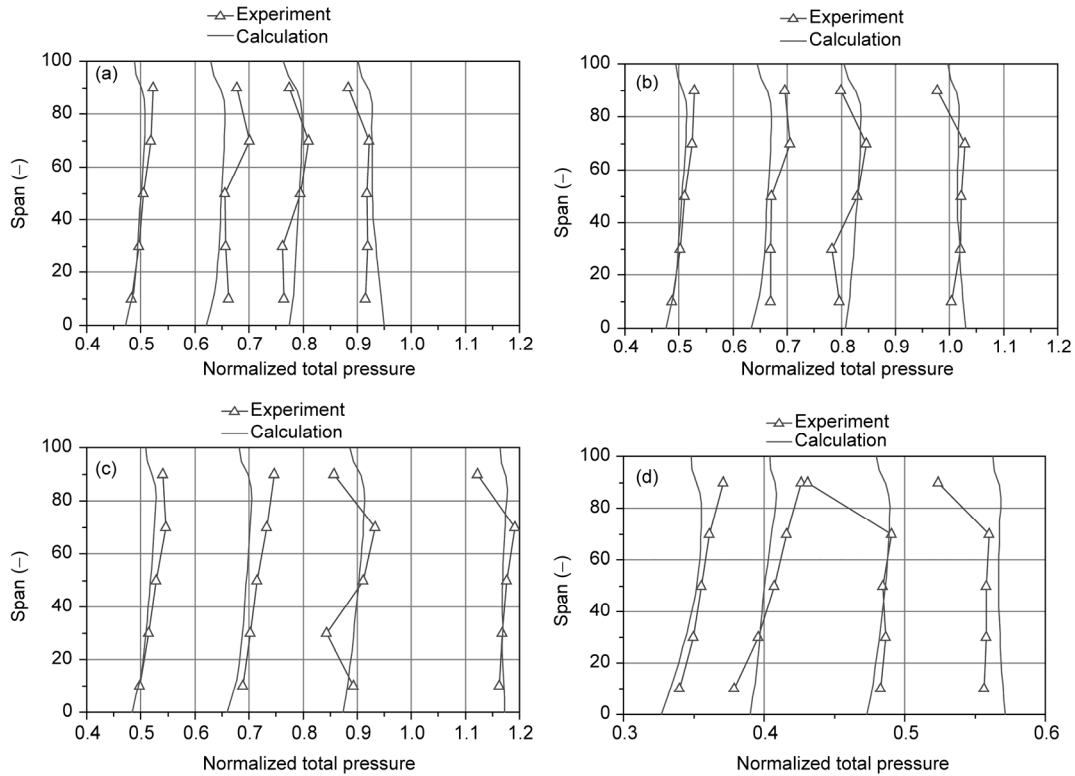 Experiment
Calculation
(a)
100
80
60
40
20
0
Span (–)
0.4 0.5 0.6 0.7 0.8 0.9 1.0 1.1 1.2
Normalized total pressure
Experiment
Calculation
(b)
100
80
60
40
20
0
Span (–)
0.4 0.5 0.6 0.7 0.8 0.9 1.0 1.1 1.2
Normalized total pressure
Experiment
Calculation
(c)
100
80
60
40
20
0
Span (–)
0.4 0.5 0.6 0.7 0.8 0.9 1.0 1.1 1.2
Normalized total pressure
Experiment
Calculation
(d)
100
80
60
40
20
0
Span (–)
0.3 0.4 0.5 0.6
Normalized total pressure